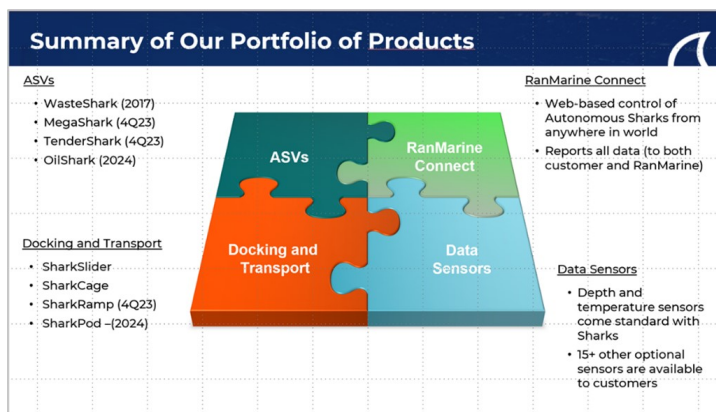 Summary of Our Portfolio of Products
ASVs
• WasteShark (2017)
• MegaShark (4Q23)
• TenderShark (4Q23)
• OilShark (2024)
RanMarine Connect
• Web-based control of
Autonomous Sharks from
anywhere in world
• Reports all data (to both
customer and RanMarine)
ASVs
RanMarine
Connect
Docking and
Transport
Data
Sensors
Docking and Transport
• SharkSlider
• SharkCage
• SharkRamp (4Q23)
• SharkPod –(2024)
Data Sensors
• Depth and
temperature sensors
come standard with
Sharks
• 15+ other optional
sensors are available
to customers